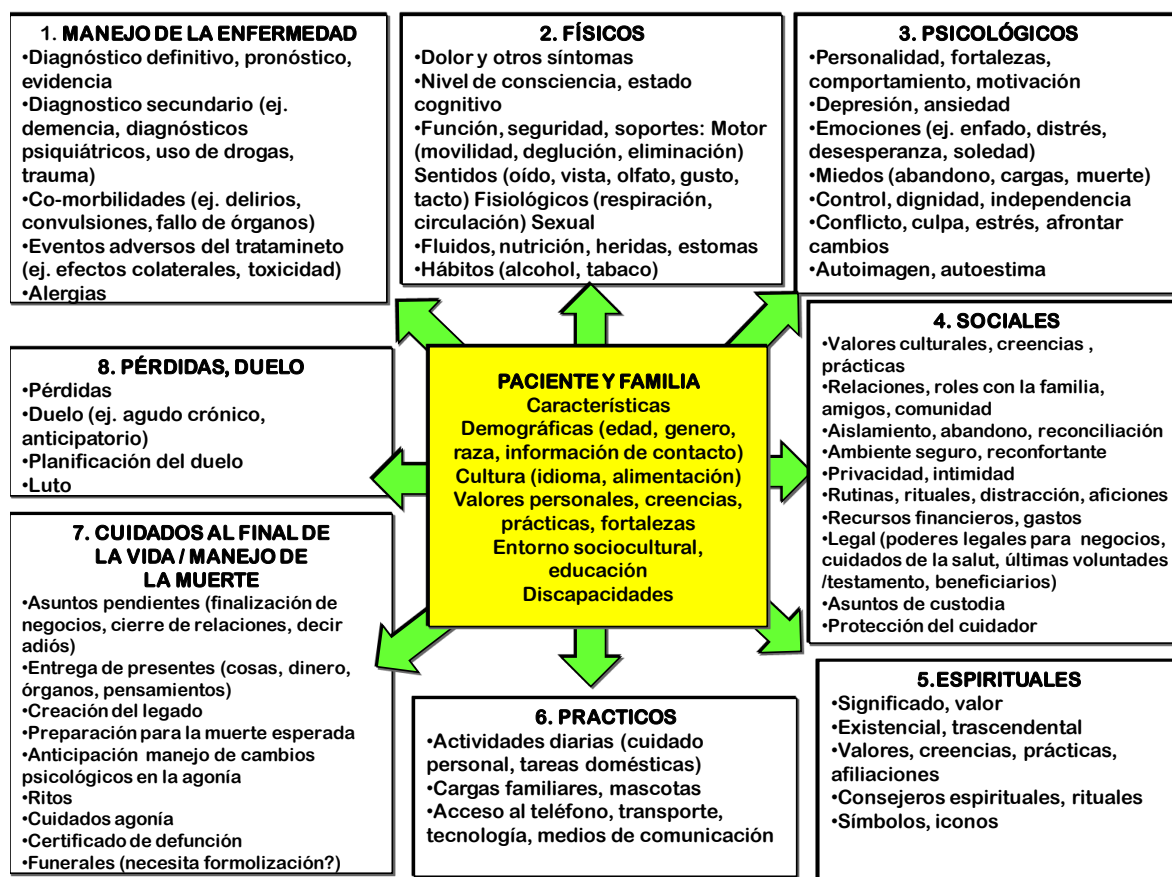 1. MANEJO DE LA ENFERMEDAD
•Diagnóstico definitivo, pronóstico,
evidencia
•Diagnostico secundario (ej.
demencia, diagnósticos
psiquiátricos, uso de drogas,
trauma)
•Co-morbilidades (ej. delirios,
convulsiones, fallo de órganos)
•Eventos adversos del tratamineto
(ej. efectos colaterales, toxicidad)
•Alergias
2. FÍSICOS
•Dolor y otros síntomas
•Nivel de consciencia, estado
cognitivo
•Función, seguridad, soportes: Motor
(movilidad, deglución, eliminación)
Sentidos (oído, vista, olfato, gusto,
tacto) Fisiológicos (respiración,
circulación) Sexual
•Fluidos, nutrición, heridas, estomas
•Hábitos (alcohol, tabaco)
3. PSICOLÓGICOS
•Personalidad, fortalezas,
comportamiento, motivación
•Depresión, ansiedad
•Emociones (ej. enfado, distrés,
desesperanza, soledad)
•Miedos (abandono, cargas, muerte)
•Control, dignidad, independencia
•Conflicto, culpa, estrés, afrontar
cambios
•Autoimagen, autoestima
8. PÉRDIDAS, DUELO
•Pérdidas
•Duelo (ej. agudo crónico,
anticipatorio)
•Planificación del duelo
•Luto
PACIENTE Y FAMILIA
Características
Demográficas (edad, genero,
raza, información de contacto)
Cultura (idioma, alimentación)
Valores personales, creencias,
prácticas, fortalezas
Entorno sociocultural,
educación
Discapacidades
4. SOCIALES
•Valores culturales, creencias ,
prácticas
•Relaciones, roles con la familia,
amigos, comunidad
•Aislamiento, abandono, reconciliación
•Ambiente seguro, reconfortante
•Privacidad, intimidad
•Rutinas, rituales, distracción, aficiones
•Recursos financieros, gastos
•Legal (poderes legales para negocios,
cuidados de la salut, últimas voluntades
/testamento, beneficiarios)
•Asuntos de custodia
•Protección del cuidador
7. CUIDADOS AL FINAL DE
LA VIDA / MANEJO DE
LA MUERTE
•Asuntos pendientes (finalización de
negocios, cierre de relaciones, decir
adiós)
•Entrega de presentes (cosas, dinero,
órganos, pensamientos)
•Creación del legado
•Preparación para la muerte esperada
•Anticipación manejo de cambios
psicológicos en la agonía
•Ritos
•Cuidados agonía
•Certificado de defunción
•Funerales (necesita formolización?)
6. PRACTICOS
•Actividades diarias (cuidado
personal, tareas domésticas)
•Cargas familiares, mascotas
•Acceso al teléfono, transporte,
tecnología, medios de comunicación
5.ESPIRITUALES
•Significado, valor
•Existencial, trascendental
•Valores, creencias, prácticas,
afiliaciones
•Consejeros espirituales, rituales
•Símbolos, iconos